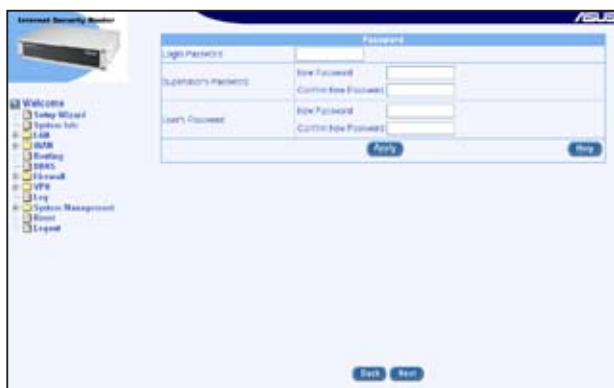 Internet Security Router
ASUS
Welcome
Setup Wizard
System Info
LAN
WAN
Routing
DDNS
Firewall
VPN
Log
System Management
Reset
Logout
Password
Login Password
Supervisor's Password
New Password
Confirm New Password
User's Password
New Password
Confirm New Password
Apply
Help
Back
Next